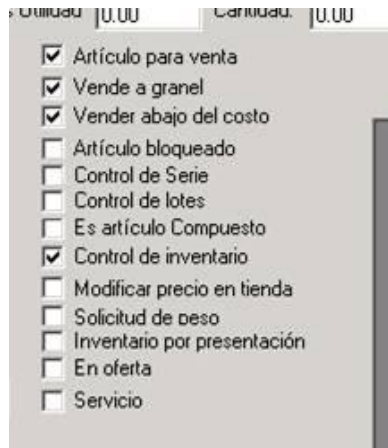 s Utilidad 0.00 Cantidad: 0.00
Artículo para venta
Vende a granel
Vender abajo del costo
Artículo bloqueado
Control de Serie
Control de lotes
Es artículo Compuesto
Control de inventario
Modificar precio en tienda
Solicitud de peso
Inventario por presentación
En oferta
Servicio